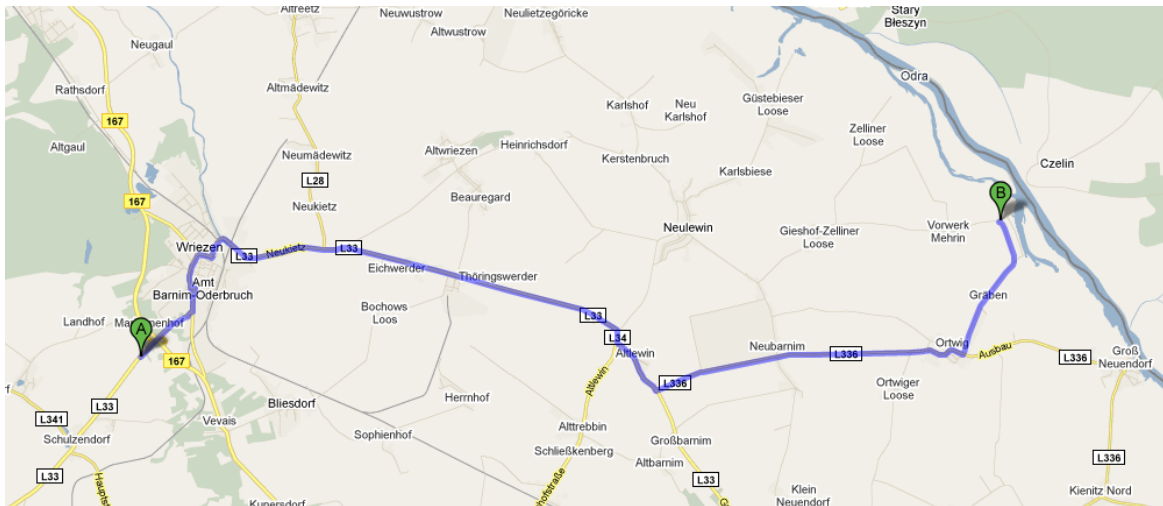 Altreetz
Neuwustrow
Neulietzegöricke
Stary
Błeszyn
Altwustrow
Neugaul
Odra
Rathsdorf
Altmädewitz
Karlshof
Neu
Karlshof
Güstebieser
Loose
167
Altgaul
Neumädewitz
Altwriezen
Heinrichsdorf
Kerstenbruch
Zelliner
Loose
Czelin
L28
Karlsbiese
167
Neukietz
Beauregard
B
Wriezen
L33
Neukietz
L33
Neulewin
Gieshof-Zelliner
Loose
Vorwerk
Mehrin
Eichwerder
Thöringswerder
Amt
Barnim-Oderbruch
Gräben
Bochows
Loos
Landhof
A
L33
L34
Altlewin
Neubarnim
L336
Ortwig
Ausbau
L336
Groß
Neuendorf
167
L336
Altlewin
Ortwiger
Loose
L33
Herrnhof
Bliesdorf
L341
Vevais
Alttrebbin
Sophienhof
Schulzendorf
Schließkenberg
Großbarnim
Altbarnim
L336
L33
L33
Klein
Neuendorf
Kienitz Nord